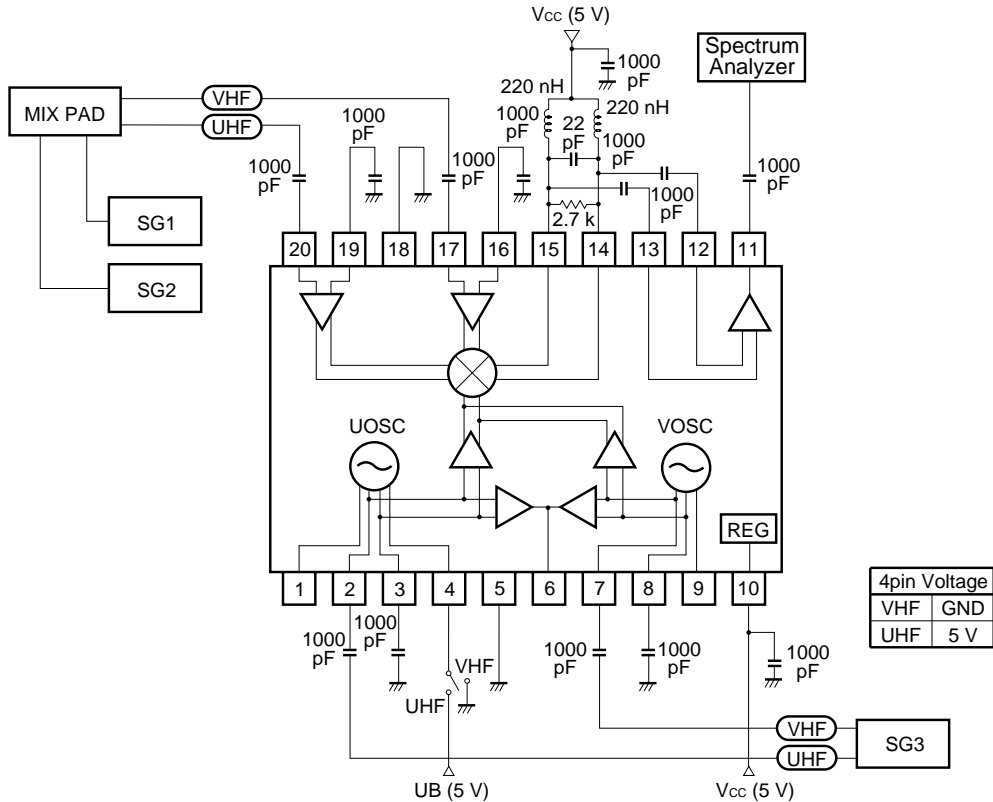 VCC (5 V)
1000
pF
Spectrum
Analyzer
220 nH
220 nH
MIX PAD
VHF
UHF
1000
pF
1000
pF
22
pF
1000
pF
1000
pF
1000
pF
1000
pF
1000
pF
2.7 k
SG1
SG2
20
19
18
17
16
15
14
13
12
11
UOSC
VOSC
REG
1
2
3
4
5
6
7
8
9
10
4pin Voltage
VHF GND
UHF 5 V
1000
pF
1000
pF
1000
pF
1000
pF
1000
pF
VHF
UHF
VHF
UHF
SG3
UB (5 V)
VCC (5 V)